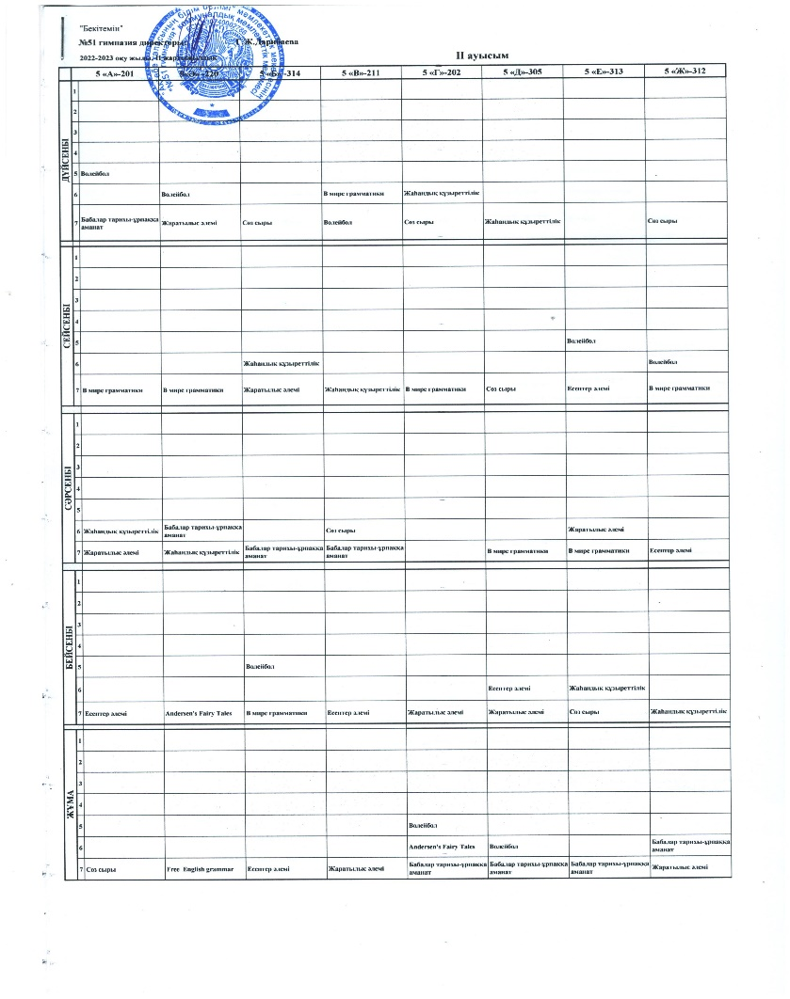 "Бекітемін"
№51 гимназия директоры
2022-2023 оқу жылы, II
II ауысым
5 «А»-201 5 «Б»-314 5 «В»-211 5 «Г»-202 5 «Д»-305 5 «Е»-313 5 «Ж»-312
ДҮЙСЕНБІ
1
2
3
4
5 Волейбол
6 Волейбол В мире грамматики Жаһандық құзыреттілік
7 Бабалар тарихы-ұрпаққа аманат Жаратылыс әлемі Сөз сыры Волейбол Сөз сыры Жаһандық құзыреттілік Сөз сыры
СЕЙСЕНБІ
1
2
3
4
5 Волейбол
6 Жаһандық құзыреттілік Волейбол
7 В мире грамматики В мире грамматики Жаратылыс әлемі Жаһандық құзыреттілік В мире грамматики Сөз сыры Есептер әлемі В мире грамматики
СӘРСЕНБІ
1
2
3
4
5
6 Жаһандық құзыреттілік Бабалар тарихы-ұрпаққа аманат Сөз сыры Жаратылыс әлемі
7 Жаратылыс әлемі Жаһандық құзыреттілік Бабалар тарихы-ұрпаққа аманат Бабалар тарихы-ұрпаққа аманат В мире грамматики В мире грамматики Есептер әлемі
БЕЙСЕНБІ
1
2
3
4
5 Волейбол
6 Есептер әлемі Жаһандық құзыреттілік
7 Есептер әлемі Andersen's Fairy Tales В мире грамматики Есептер әлемі Жаратылыс әлемі Жаратылыс әлемі Сөз сыры Жаһандық құзыреттілік
ЖҰМА
1
2
3
4
5 Волейбол
6 Andersen's Fairy Tales Волейбол Бабалар тарихы-ұрпаққа аманат
7 Сөз сыры Free English grammar Есептер әлемі Жаратылыс әлемі Бабалар тарихы-ұрпаққа аманат Бабалар тарихы-ұрпаққа аманат Бабалар тарихы-ұрпаққа аманат Жаратылыс әлемі